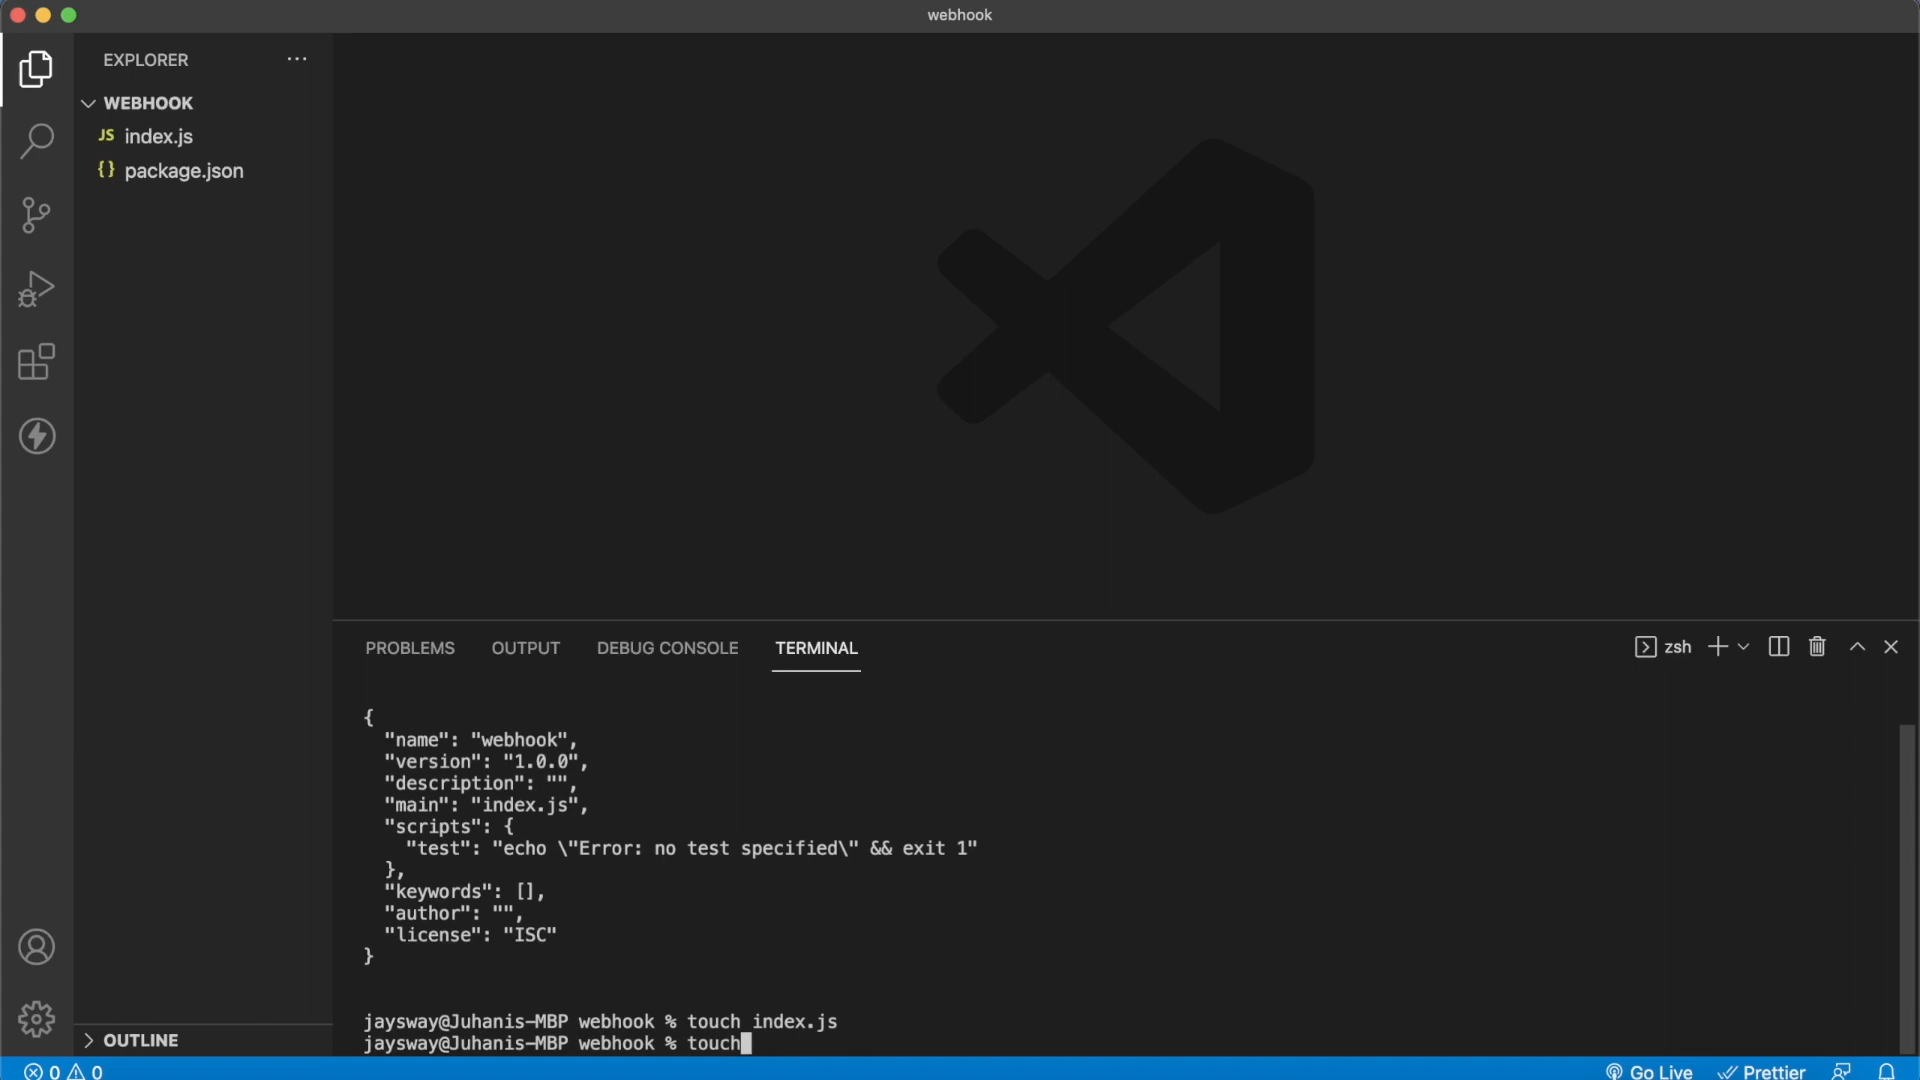 webhook
EXPLORER
WEBHOOK
JS index.js
{} package.json
PROBLEMS OUTPUT DEBUG CONSOLE TERMINAL
zsh
{
"name": "webhook",
"version": "1.0.0",
"description": "",
"main": "index.js",
"scripts": {
"test": "echo \"Error: no test specified\" && exit 1"
},
"keywords": [],
"author": "",
"license": "ISC"
}
jaysway@Juhanis-MBP webhook % touch index.js
jaysway@Juhanis-MBP webhook % touch
OUTLINE
0 0
Go Live Prettier